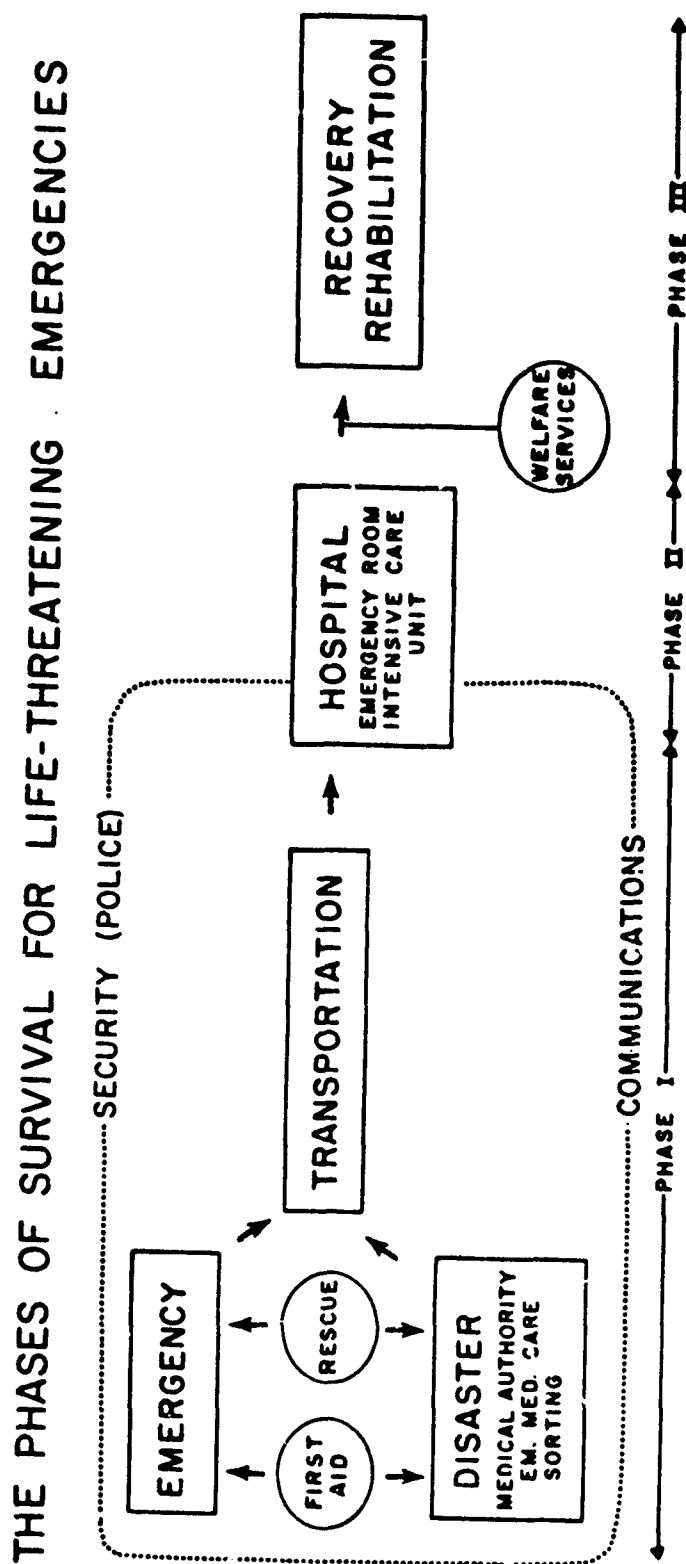 THE PHASES OF SURVIVAL FOR LIFE-THREATENING EMERGENCIES
SECURITY (POLICE)
EMERGENCY
FIRST
AID
RESCUE
DISASTER
MEDICAL AUTHORITY
EM. MED. CARE
SORTING
TRANSPORTATION
HOSPITAL
EMERGENCY ROOM
INTENSIVE CARE
UNIT
RECOVERY
REHABILITATION
WELFARE
SERVICES
COMMUNICATIONS
PHASE I
PHASE II
PHASE III